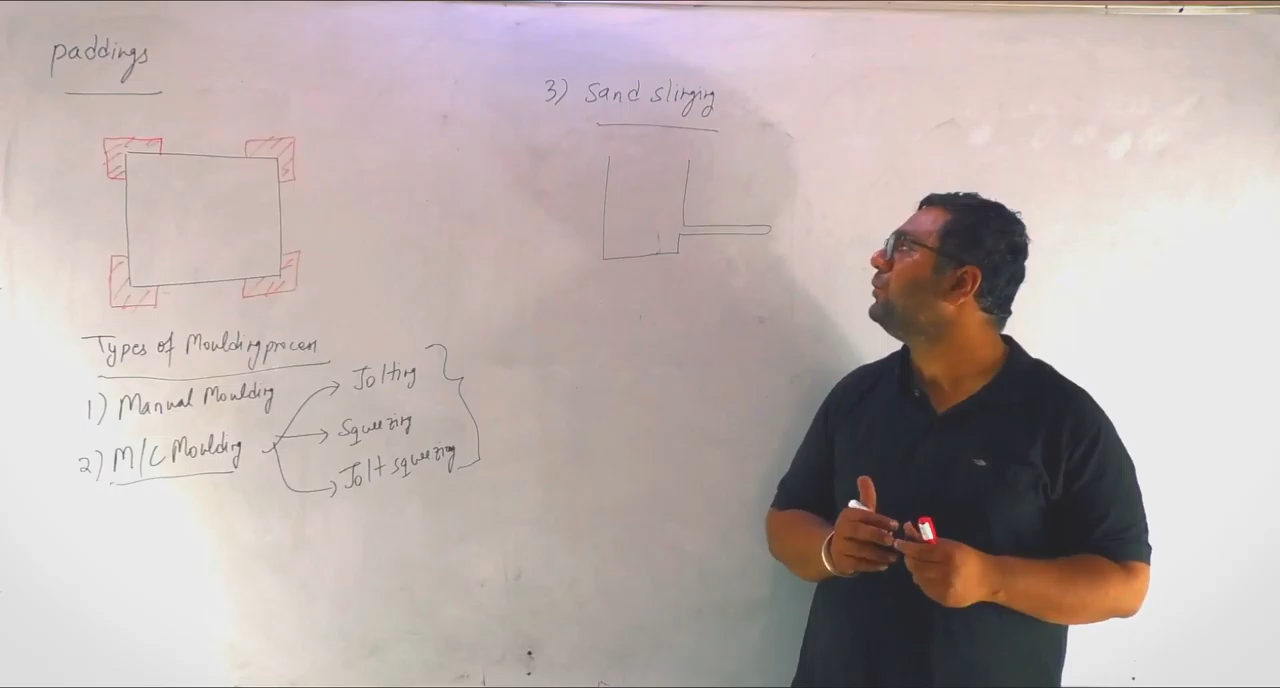 paddings
Types of Moulding process
1) Manual Moulding
2) M/C Moulding
Jolting
Squeezing
Jolt squeezing
3) Sand slinging